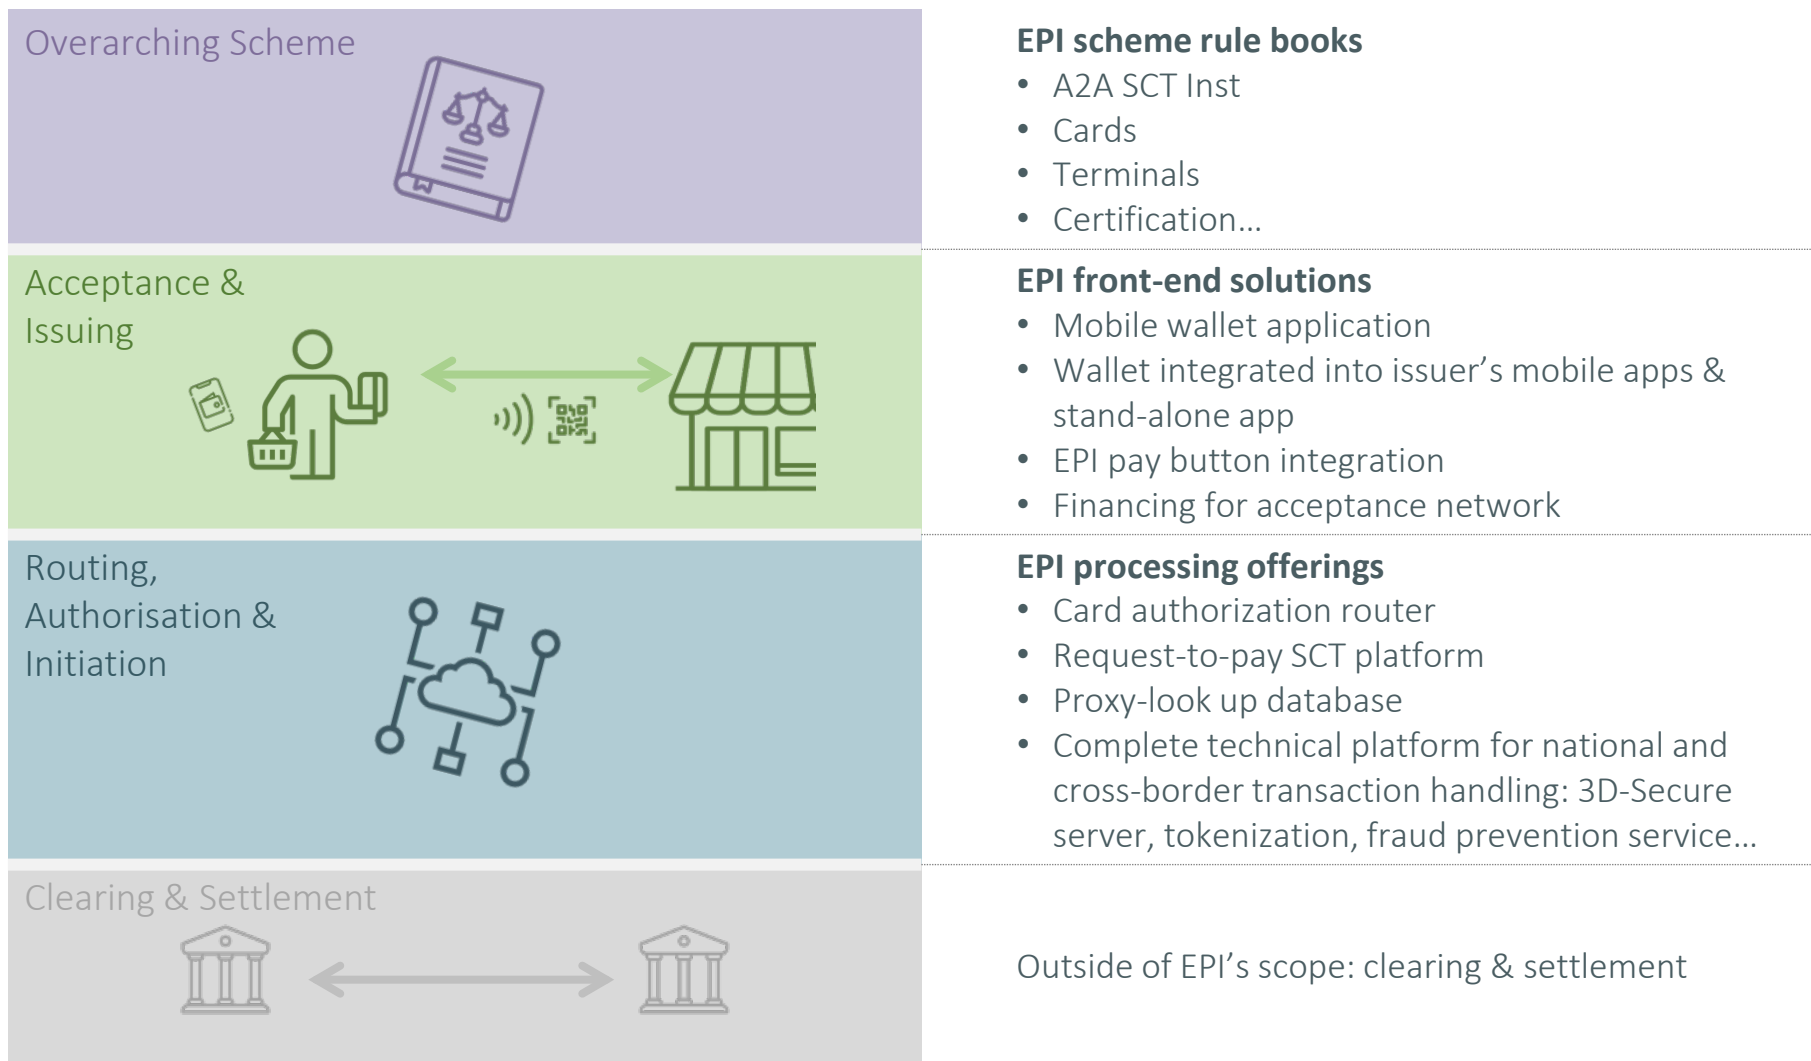 Overarching Scheme
EPI scheme rule books
• A2A SCT Inst
• Cards
• Terminals
• Certification…
Acceptance &
Issuing
EPI front-end solutions
• Mobile wallet application
• Wallet integrated into issuer’s mobile apps &
stand-alone app
• EPI pay button integration
• Financing for acceptance network
Routing,
Authorisation &
Initiation
EPI processing offerings
• Card authorization router
• Request-to-pay SCT platform
• Proxy-look up database
• Complete technical platform for national and
cross-border transaction handling: 3D-Secure
server, tokenization, fraud prevention service…
Clearing & Settlement
Outside of EPI’s scope: clearing & settlement